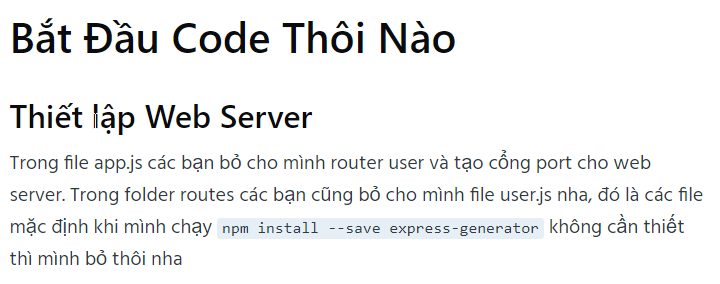 Bắt Đầu Code Thôi Nào
Thiết lập Web Server
Trong file app.js các bạn bỏ cho mình router user và tạo cổng port cho web
server. Trong folder routes các bạn cũng bỏ cho mình file user.js nha, đó là các file
mặc định khi mình chạy npm install --save express-generator không cần thiết
thì mình bỏ thôi nha